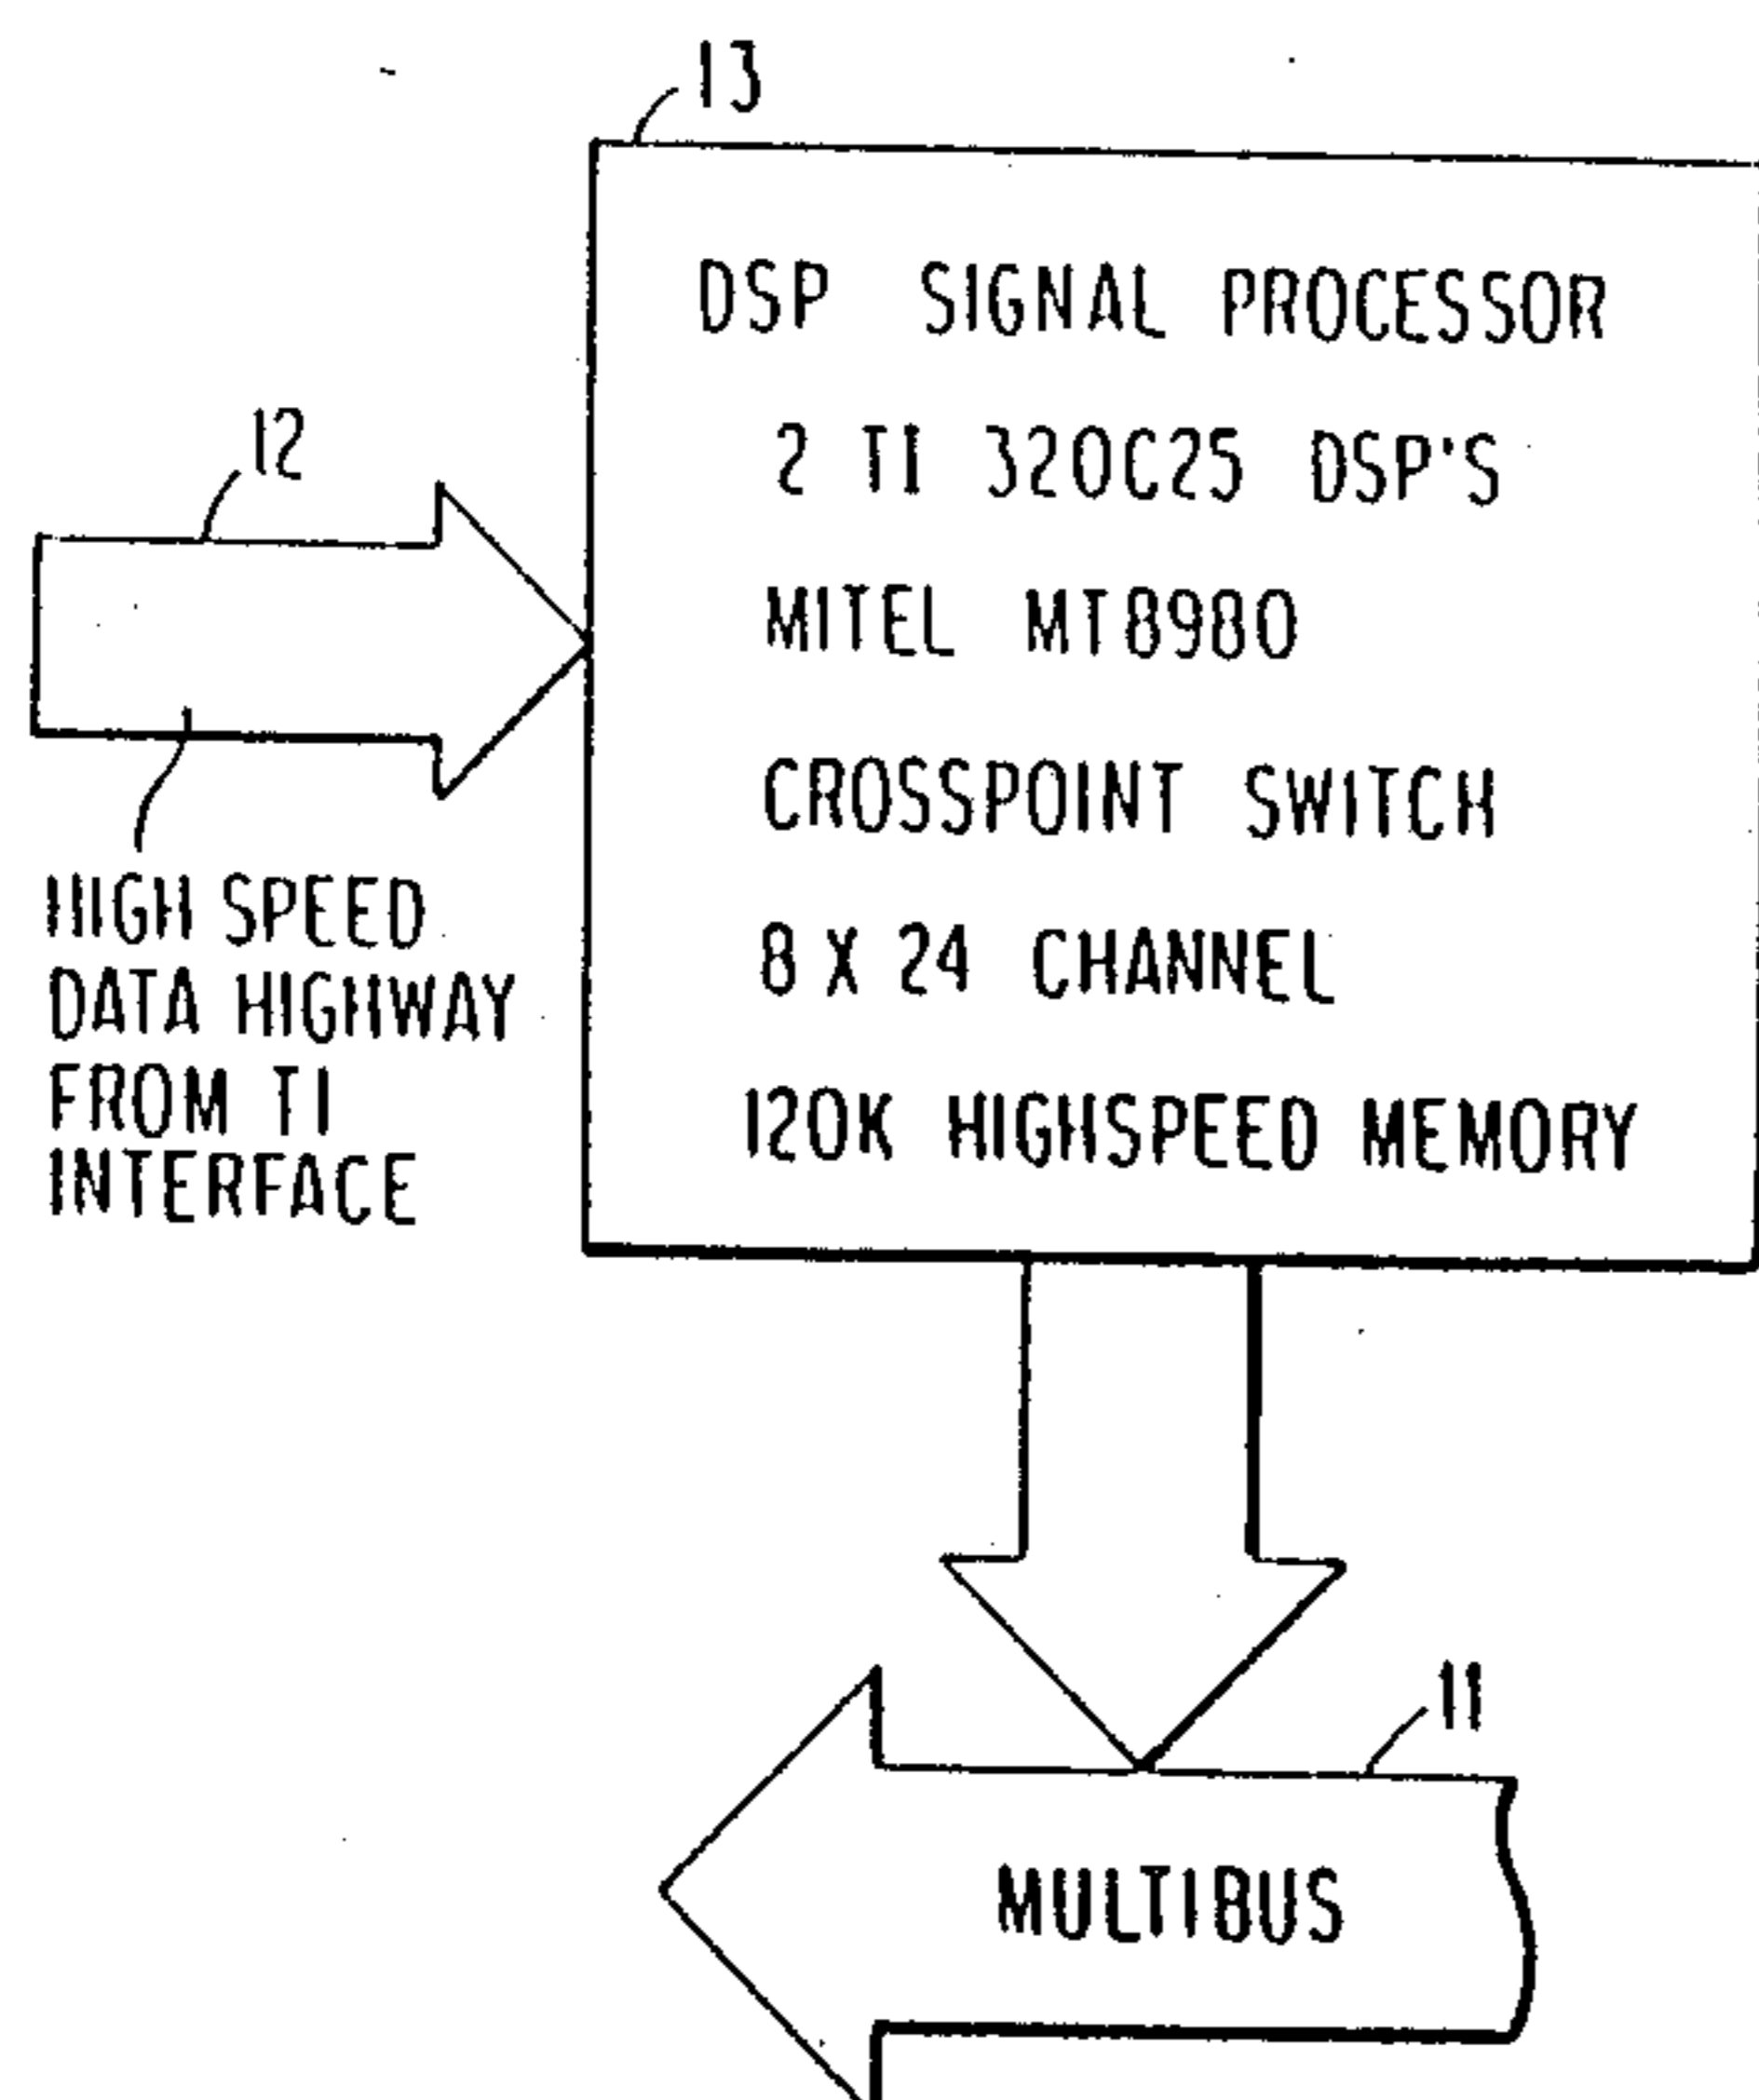 13
DSP SIGNAL PROCESSOR
2 TI 320C25 DSP'S
MITEL MT8980
CROSSPOINT SWITCH
8 X 24 CHANNEL
120K HIGHSPEED MEMORY
12
HIGH SPEED
DATA HIGHWAY
FROM T1
INTERFACE
11
MULTIBUS